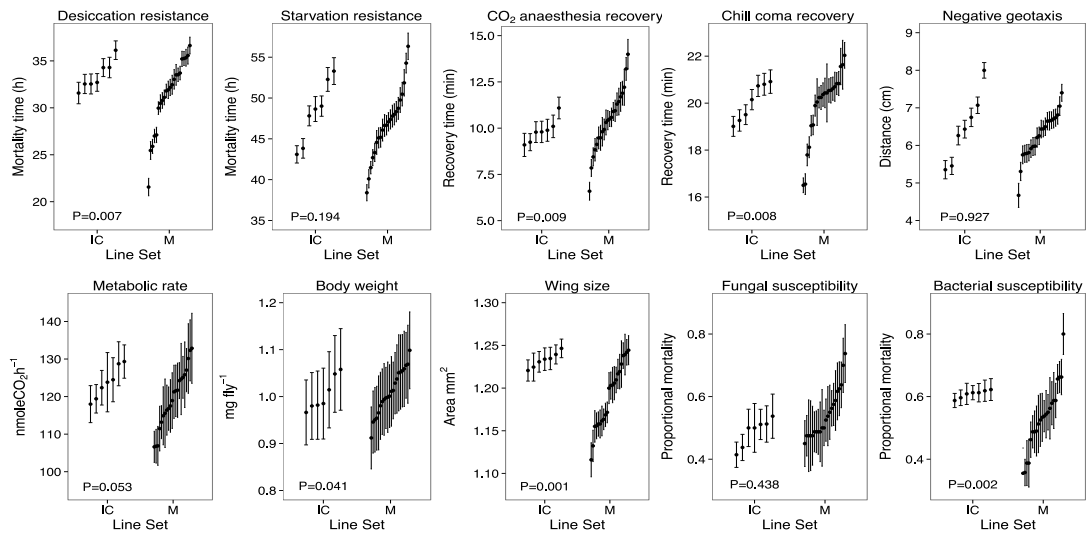 Desiccation resistance
Mortality time (h)
35
30
25
20
P=0.007
IC M
Line Set
Starvation resistance
Mortality time (h)
55
50
45
40
35
P=0.194
IC M
Line Set
CO₂ anaesthesia recovery
Recovery time (min)
15.0
12.5
10.0
7.5
5.0
P=0.009
IC M
Line Set
Chill coma recovery
Recovery time (min)
22
20
18
16
P=0.008
IC M
Line Set
Negative geotaxis
Distance (cm)
9
8
7
6
5
4
P=0.927
IC M
Line Set
Metabolic rate
nmoleCO₂h⁻¹
140
130
120
110
100
P=0.053
IC M
Line Set
Body weight
mg fly⁻¹
1.2
1.1
1.0
0.9
0.8
P=0.041
IC M
Line Set
Wing size
Area mm²
1.30
1.25
1.20
1.15
1.10
P=0.001
IC M
Line Set
Fungal susceptibility
Proportional mortality
0.8
0.6
0.4
P=0.438
IC M
Line Set
Bacterial susceptibility
Proportional mortality
0.8
0.6
0.4
P=0.002
IC M
Line Set